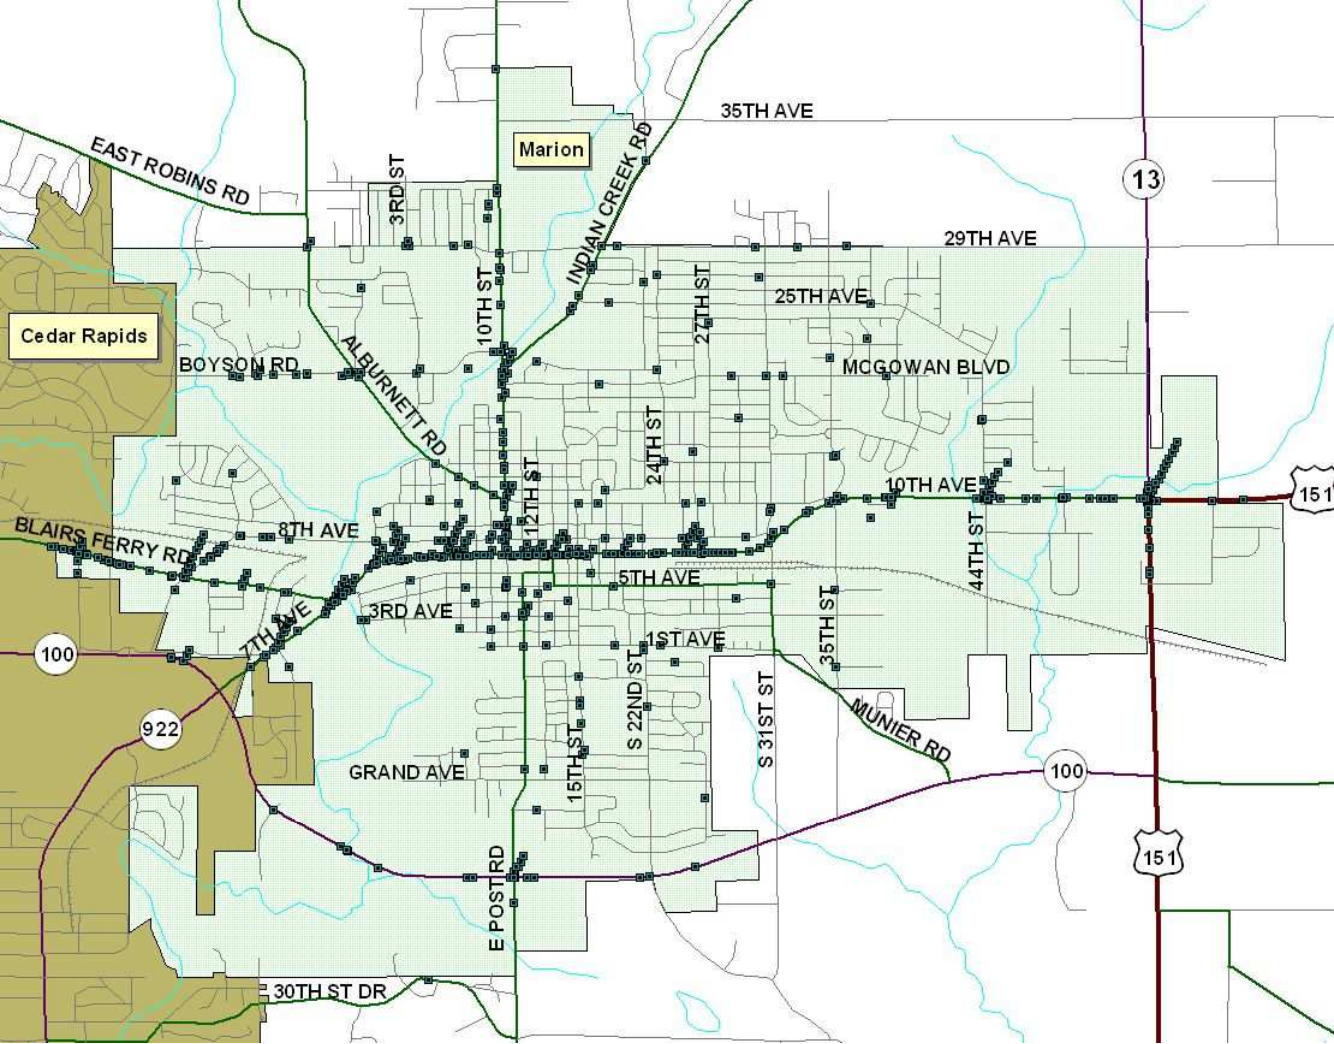 35TH AVE
EAST ROBINS RD
Marion
INDIAN CREEK RD
3RD ST
13
29TH AVE
10TH ST
27TH ST
25TH AVE
Cedar Rapids
BOYSON RD
ALBURNETT RD
MCGOWAN BLVD
24TH ST
12TH ST
10TH AVE
151
BLAIRS FERRY RD
8TH AVE
44TH ST
5TH AVE
3RD AVE
7TH AVE
35TH ST
1ST AVE
100
S 22ND ST
S 31ST ST
922
MUNIER RD
15TH ST
GRAND AVE
100
151
E POST RD
30TH ST DR